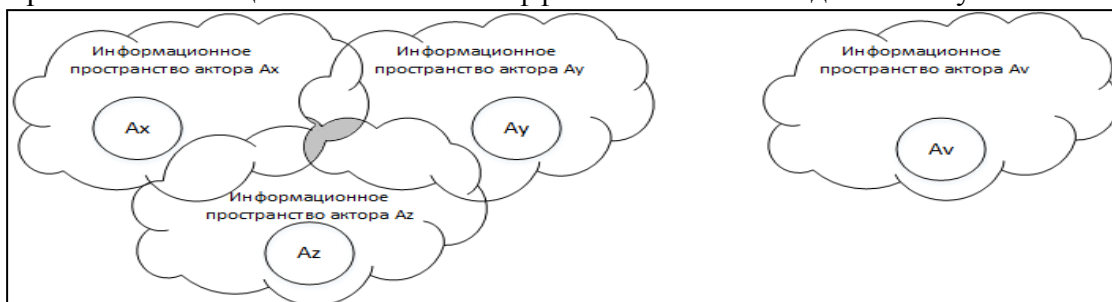 Информационное
пространство актора Ax
Информационное
пространство актора Ay
Информационное
пространство актора Av
Ax
Ay
Av
Информационное
пространство актора Az
Az